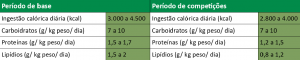 Período de base
Ingestão calórica diária (kcal) 3.000 a 4.500
Carboidratos (g/ kg peso/ dia) 7 a 10
Proteínas (g/ kg peso/ dia) 1,5 a 1,7
Lipídios (g/ kg peso/ dia) 1,5 a 2
Período de competições
Ingestão calórica diária (kcal) 2.800 a 4.000
Carboidratos (g/ kg peso/ dia) 7 a 10
Proteínas (g/ kg peso/ dia) 1,2 a 1,5
Lipídios (g/ kg peso/ dia) 0,8 a 1,2